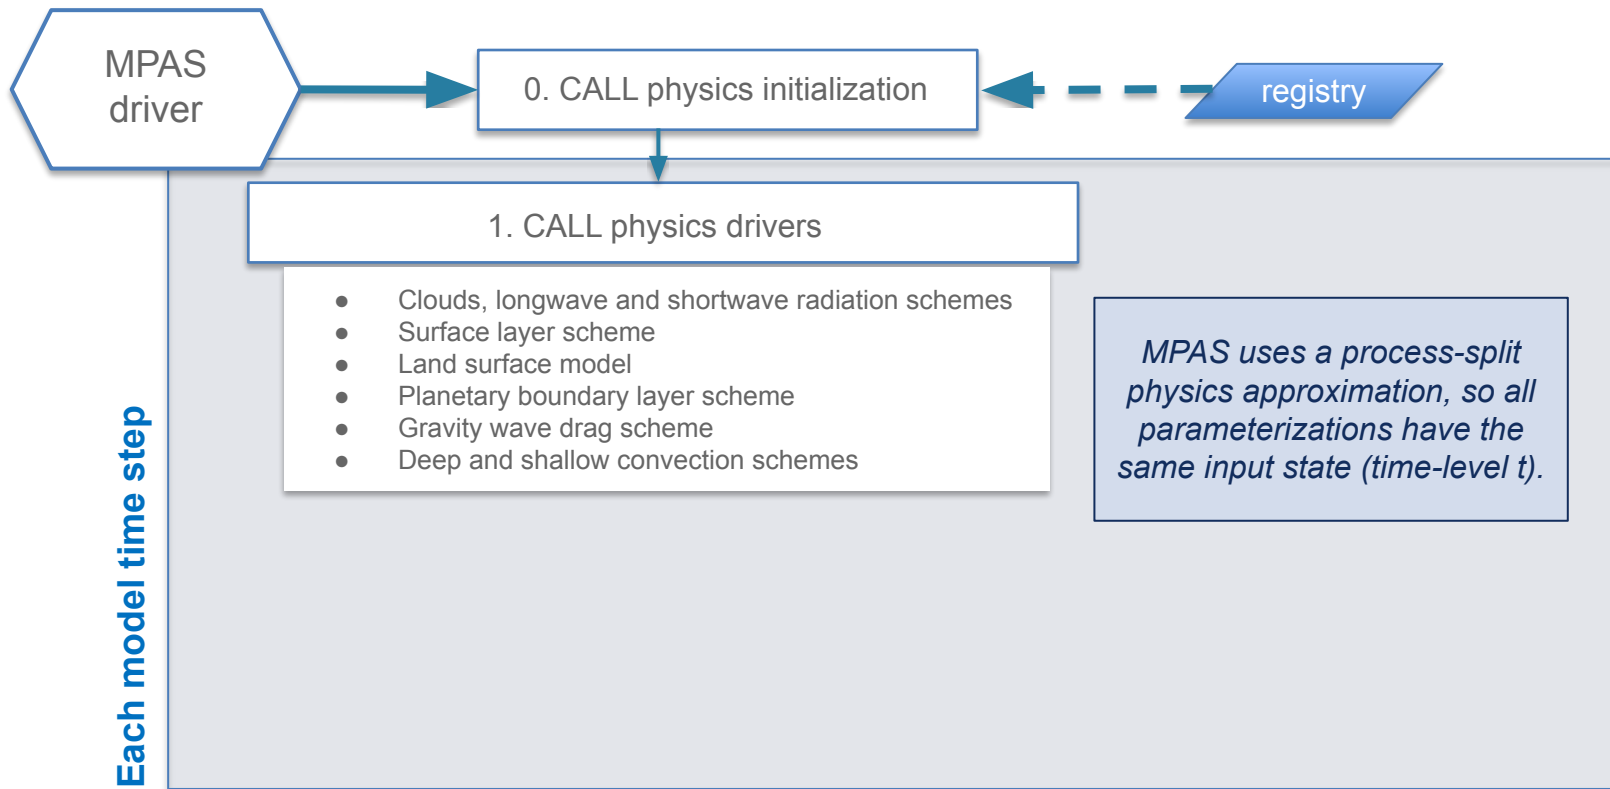 MPAS
driver
0. CALL physics initialization
registry
1. CALL physics drivers
● Clouds, longwave and shortwave radiation schemes
● Surface layer scheme
● Land surface model
● Planetary boundary layer scheme
● Gravity wave drag scheme
● Deep and shallow convection schemes
MPAS uses a process-split
physics approximation, so all
parameterizations have the
same input state (time-level t).
Each model time step